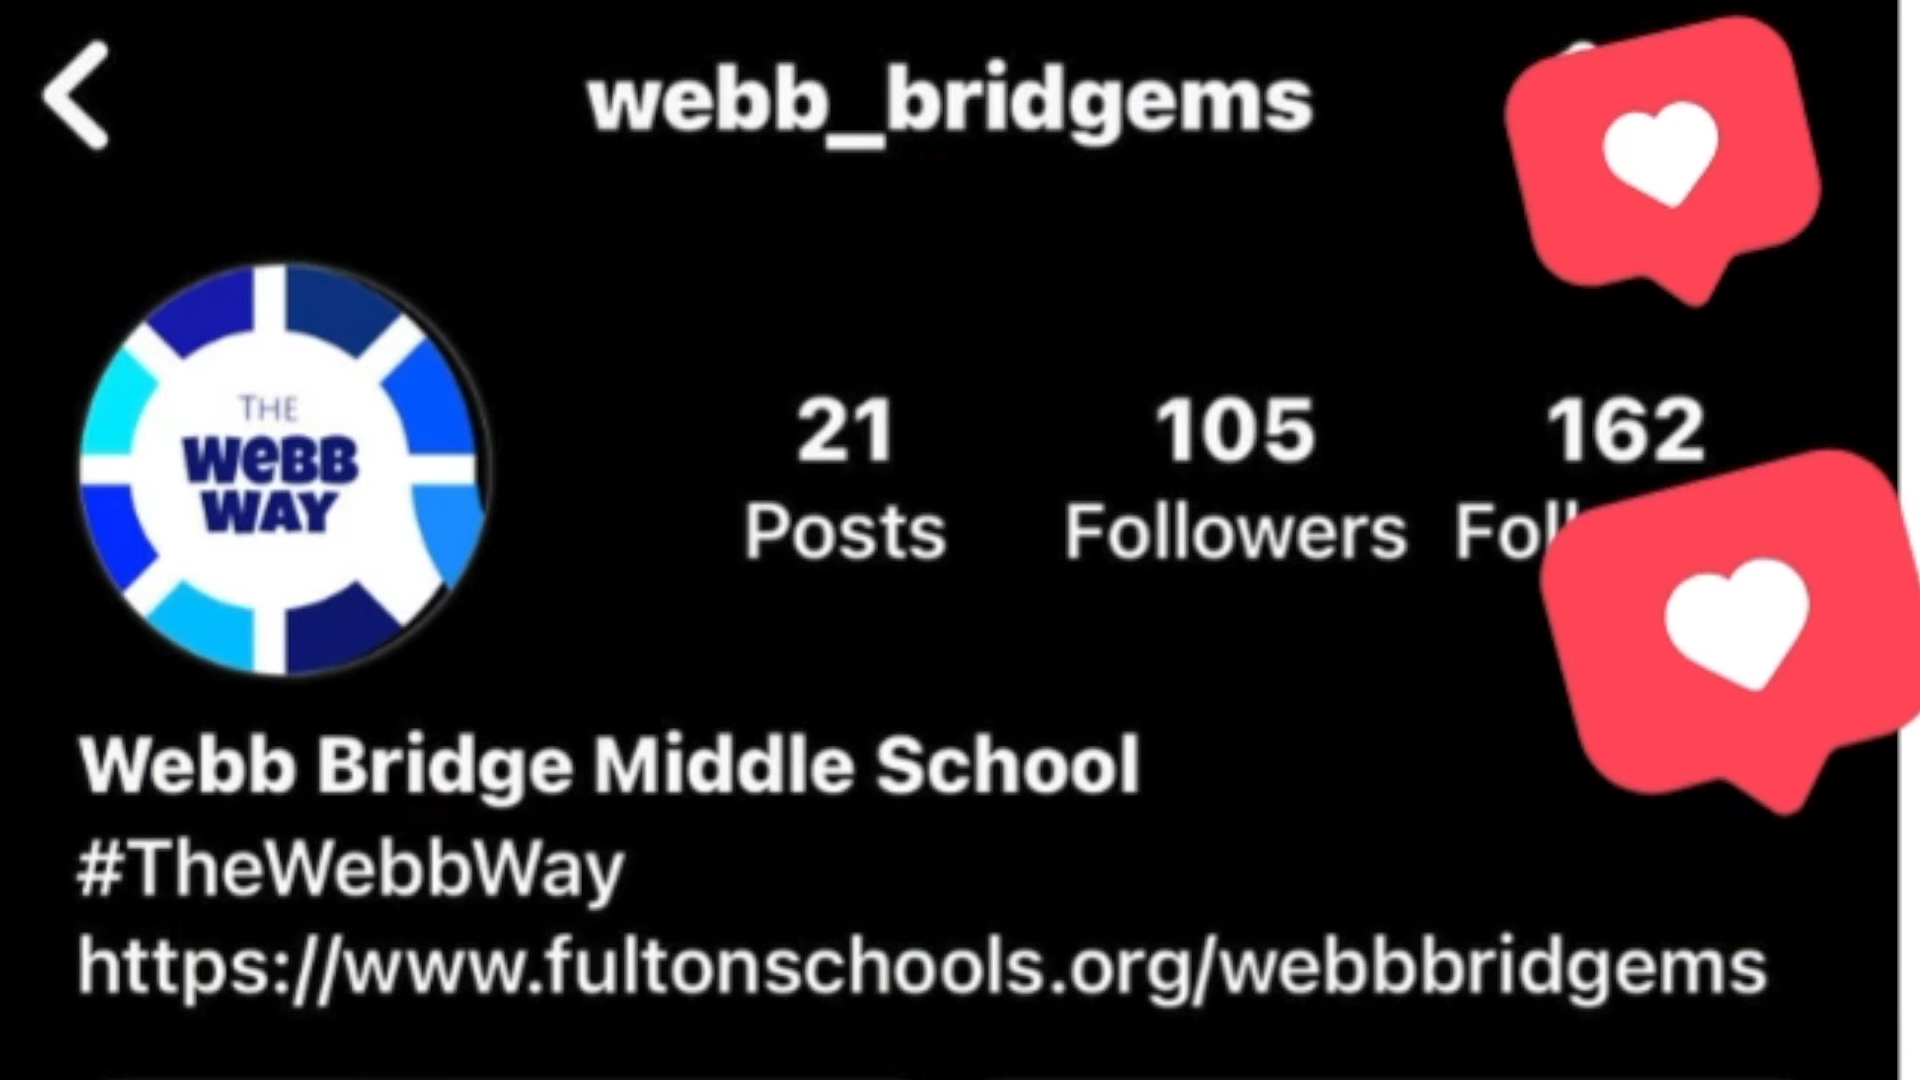 webb_bridgems
THE
WeBB
WAY
21 105 162
Posts Followers
Webb Bridge Middle School
#TheWebbWay
https://www.fultonschools.org/webbbridgems